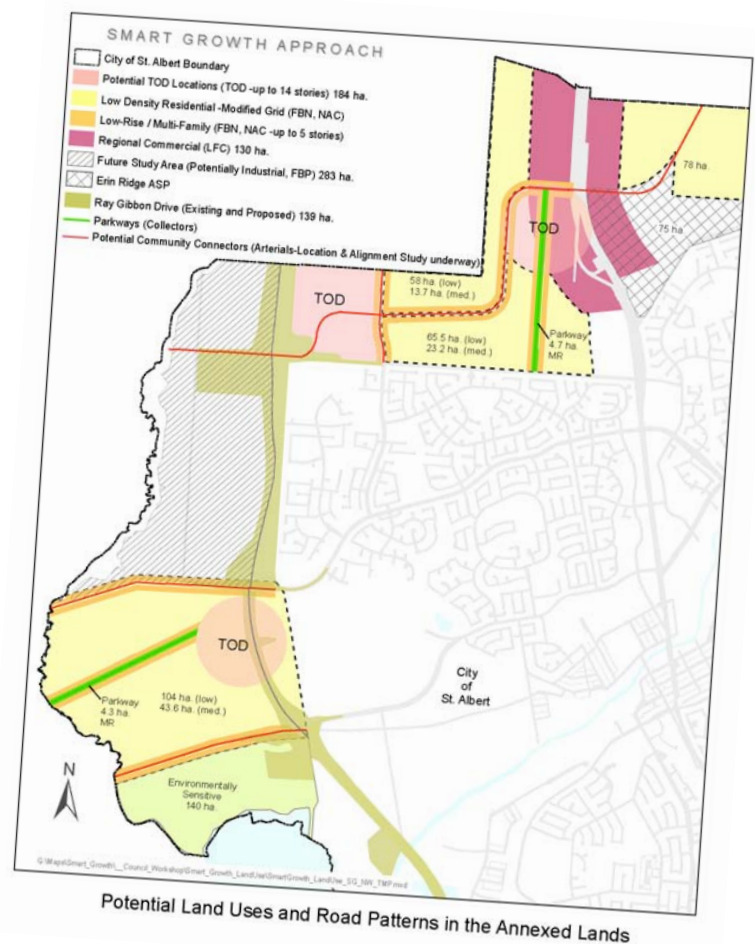 SMART GROWTH APPROACH
City of St. Albert Boundary
Potential TOD Locations (TOD -up to 14 stories) 184 ha.
Low Density Residential -Modified Grid (FBN, NAC)
Low-Rise / Multi-Family (FBN, NAC -up to 5 stories)
Regional Commercial (LFC) 130 ha.
Future Study Area (Potentially Industrial, FBP) 283 ha.
Erin Ridge ASP
Ray Gibbon Drive (Existing and Proposed) 139 ha.
Parkways (Collectors)
Potential Community Connectors (Arterials-Location & Alignment Study underway)
78 ha.
75 ha
TOD
TOD
58 ha. (low)
13.7 ha. (med.)
65.5 ha. (low)
23.2 ha. (med.)
Parkway
4.7 ha.
MR
TOD
City
of
St. Albert
Parkway
4.3 ha.
MR
104 ha. (low)
43.6 ha. (med.)
Environmentally
Sensitive
140 ha.
N
G:\Maps\Smart_Growth\__Council_Workshop\Smart_Growth_LandUse\SmartGrowth_LandUse_SG_NW_TMP.mxd
Potential Land Uses and Road Patterns in the Annexed Lands